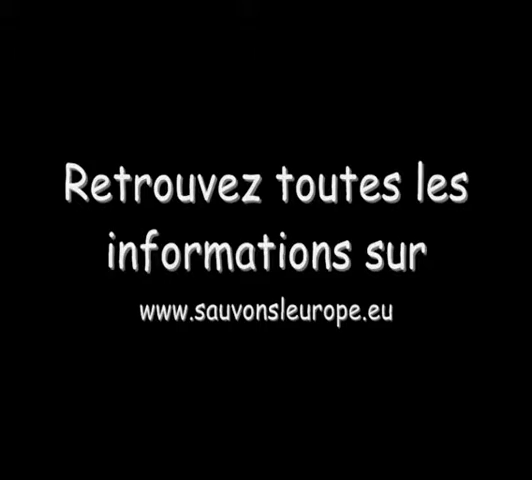 Retrouvez toutes les
informations sur
www.sauvonsleurope.eu